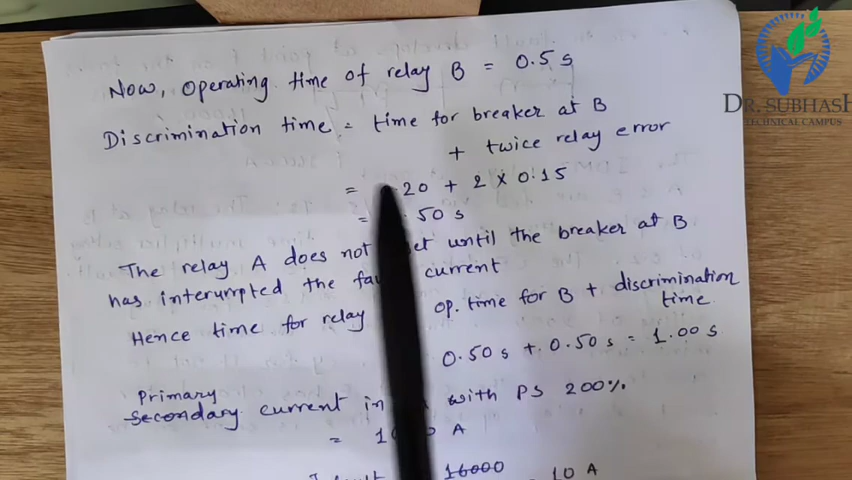 Now, Operating time of relay B = 0.5 s
Discrimination time = time for breaker at B
+ twice relay error
= .20 + 2 x 0.15
= .50 s
The relay A does not until the breaker at B
has interrupted the current
Hence time for relay op. time for B + discrimination
time
0.50 s + 0.50 s = 1.00 s
Primary
Secondary current in with PS 200%
= A
16000 10 A
DR. SUBHASH
TECHNICAL CAMPUS